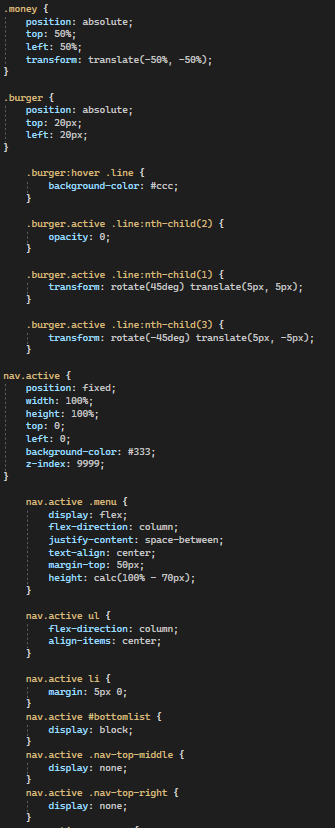 .money {
position: absolute;
top: 50%;
left: 50%;
transform: translate(-50%, -50%);
}
.burger {
position: absolute;
top: 20px;
left: 20px;
}
.burger:hover .line {
background-color: #ccc;
}
.burger.active .line:nth-child(2) {
opacity: 0;
}
.burger.active .line:nth-child(1) {
transform: rotate(45deg) translate(5px, 5px);
}
.burger.active .line:nth-child(3) {
transform: rotate(-45deg) translate(5px, -5px);
}
nav.active {
position: fixed;
width: 100%;
height: 100%;
top: 0;
left: 0;
background-color: #333;
z-index: 9999;
}
nav.active .menu {
display: flex;
flex-direction: column;
justify-content: space-between;
text-align: center;
margin-top: 50px;
height: calc(100% - 70px);
}
nav.active ul {
flex-direction: column;
align-items: center;
}
nav.active li {
margin: 5px 0;
}
nav.active #bottomlist {
display: block;
}
nav.active .nav-top-middle {
display: none;
}
nav.active .nav-top-right {
display: none;
}